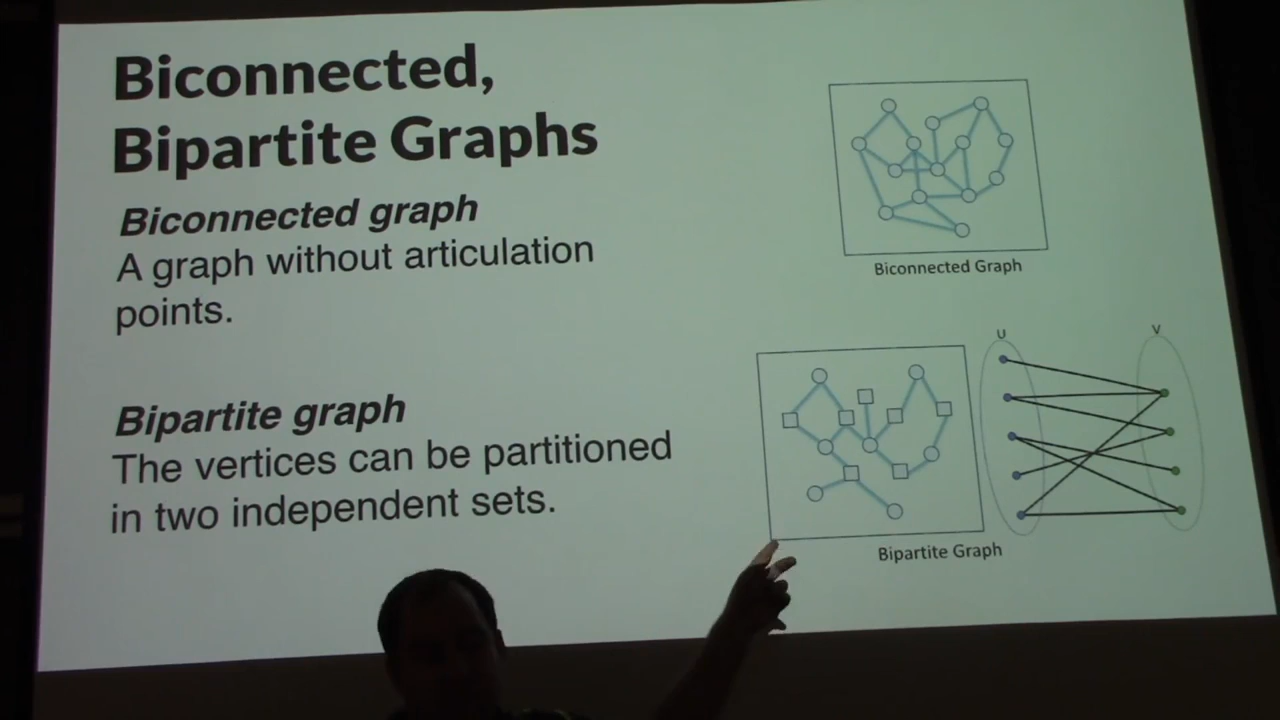 Biconnected,
Bipartite Graphs
Biconnected graph
A graph without articulation
points.
Biconnected Graph
Bipartite graph
The vertices can be partitioned
in two independent sets.
U
V
Bipartite Graph